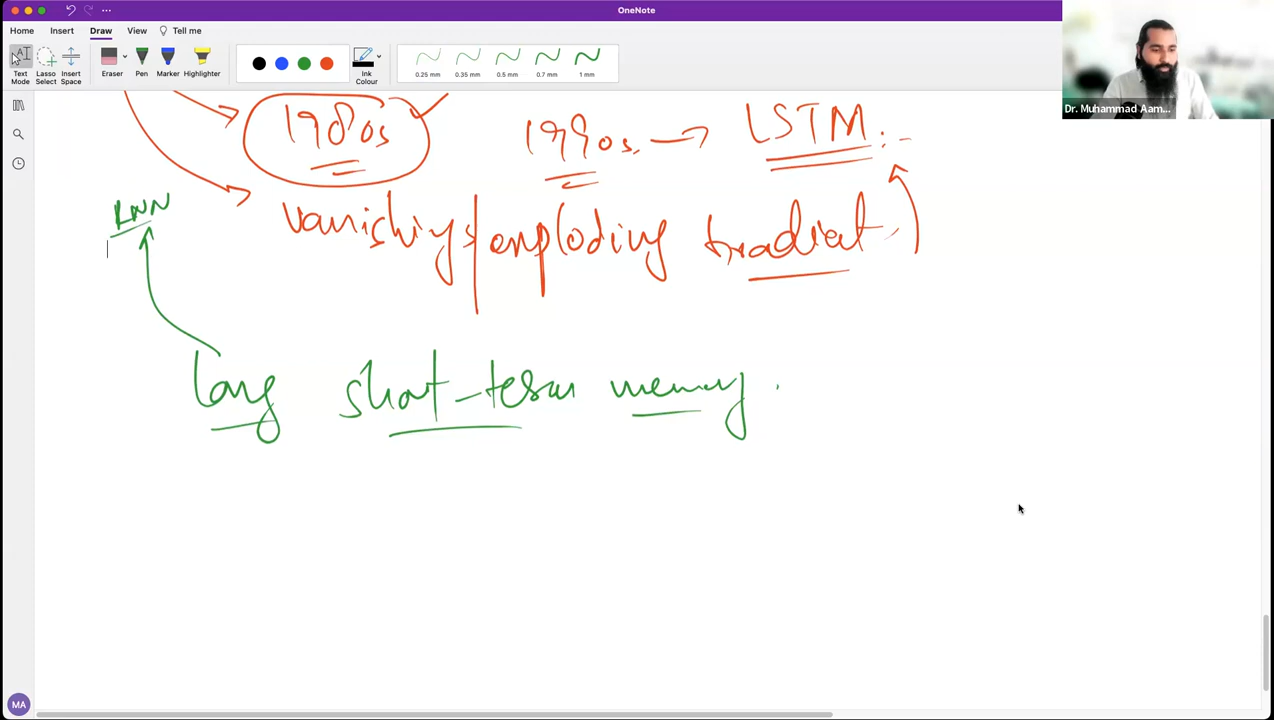 OneNote
Home Insert Draw View Tell me
Text Mode
Lasso Select
Insert Space
Eraser
Pen
Marker
Highlighter
Ink Colour
0.25 mm 0.35 mm 0.5 mm 0.7 mm 1 mm
Dr. Muhammad Aam...
1980s 1990s. → LSTM:-
RNN
vanishing/exploding Gradient.
long short-term memory.
MA